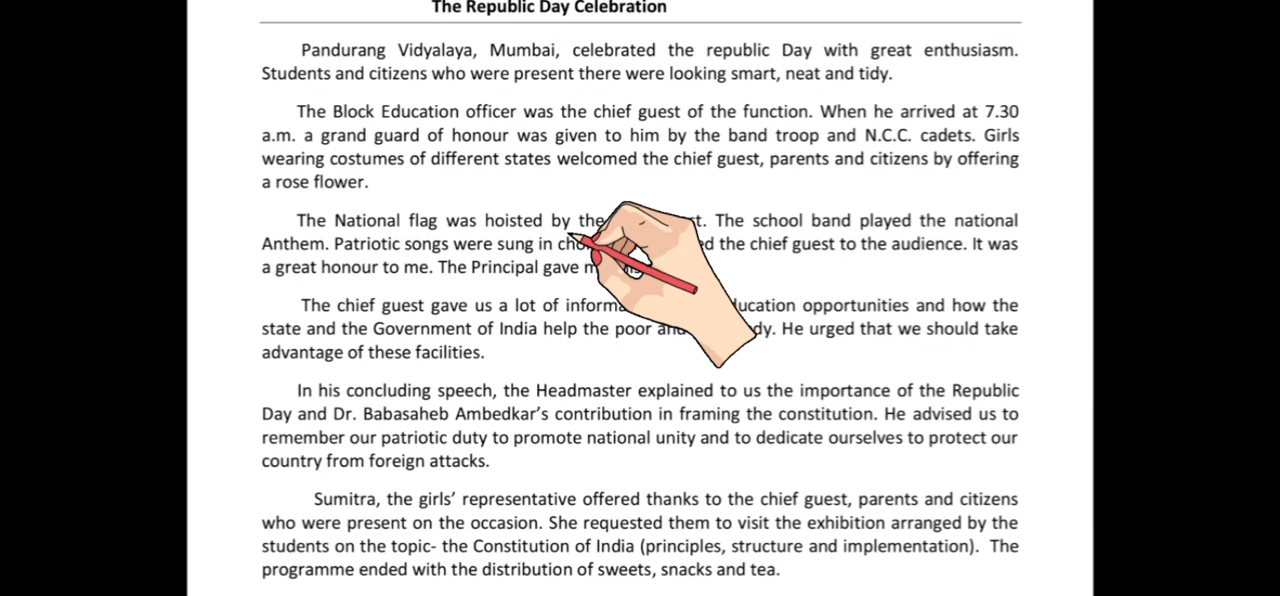 The Republic Day Celebration
Pandurang Vidyalaya, Mumbai, celebrated the republic Day with great enthusiasm.
Students and citizens who were present there were looking smart, neat and tidy.
The Block Education officer was the chief guest of the function. When he arrived at 7.30
a.m. a grand guard of honour was given to him by the band troop and N.C.C. cadets. Girls
wearing costumes of different states welcomed the chief guest, parents and citizens by offering
a rose flower.
The National flag was hoisted by the The school band played the national
Anthem. Patriotic songs were sung in the chief guest to the audience. It was
a great honour to me. The Principal gave
The chief guest gave us a lot of opportunities and how the
state and the Government of India help the poor He urged that we should take
advantage of these facilities.
In his concluding speech, the Headmaster explained to us the importance of the Republic
Day and Dr. Babasaheb Ambedkar’s contribution in framing the constitution. He advised us to
remember our patriotic duty to promote national unity and to dedicate ourselves to protect our
country from foreign attacks.
Sumitra, the girls’ representative offered thanks to the chief guest, parents and citizens
who were present on the occasion. She requested them to visit the exhibition arranged by the
students on the topic- the Constitution of India (principles, structure and implementation). The
programme ended with the distribution of sweets, snacks and tea.